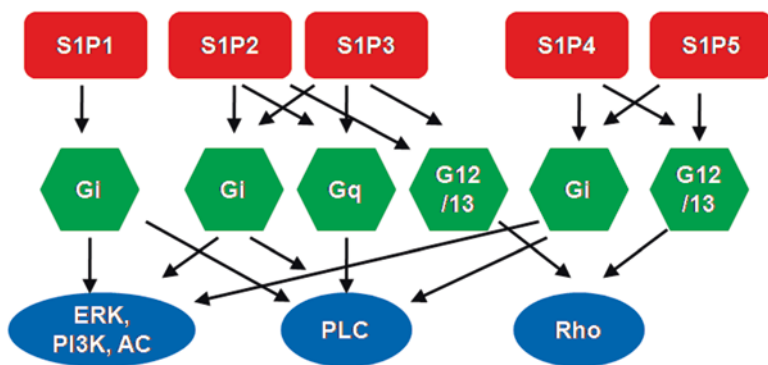 S1P1
S1P2
S1P3
S1P4
S1P5
Gi
Gi
Gq
G12
/13
Gi
G12
/13
ERK,
PI3K, AC
PLC
Rho